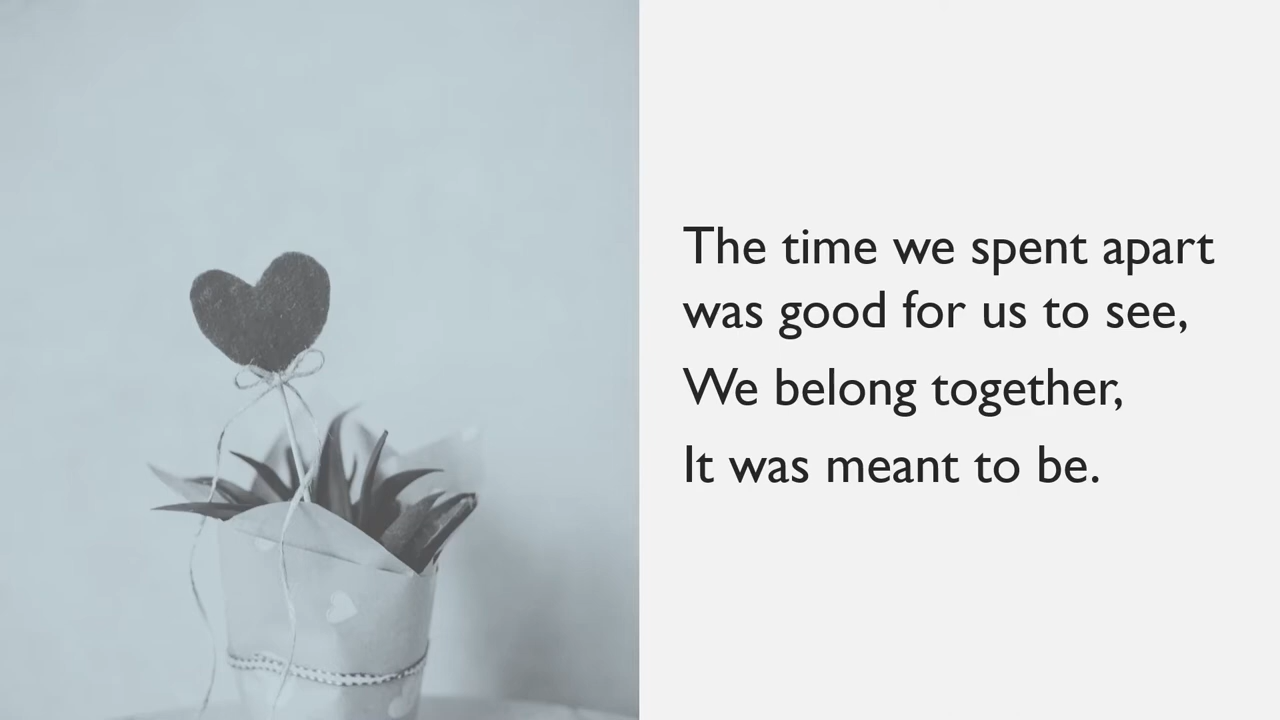 The time we spent apart
was good for us to see,
We belong together,
It was meant to be.